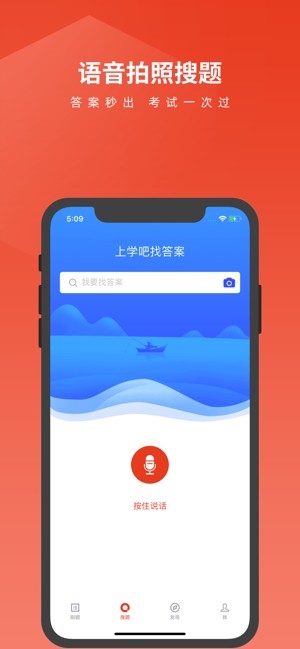 语音拍照搜题
答案秒出 考试一次过
5:09
上学吧找答案
我要找答案
按住说话
刷题
搜题
发现
我